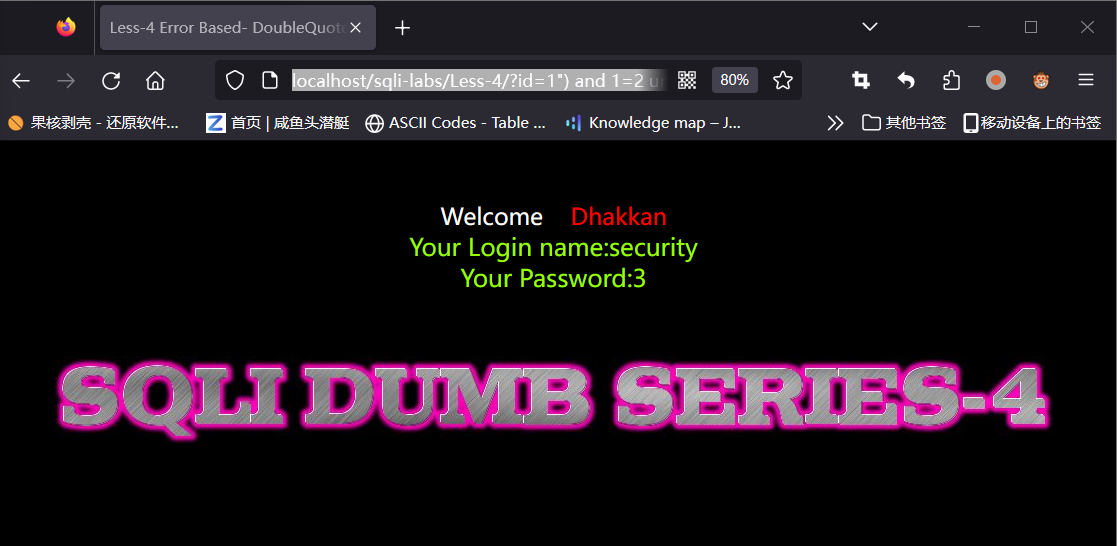 Less-4 Error Based- DoubleQuote
localhost/sqli-labs/Less-4/?id=1") and 1=2 u
80%
果核剥壳 - 还原软件...
首页 | 咸鱼头潜艇
ASCII Codes - Table ...
Knowledge map – J...
其他书签
移动设备上的书签
Welcome Dhakkan
Your Login name:security
Your Password:3
SQLI DUMB SERIES-4